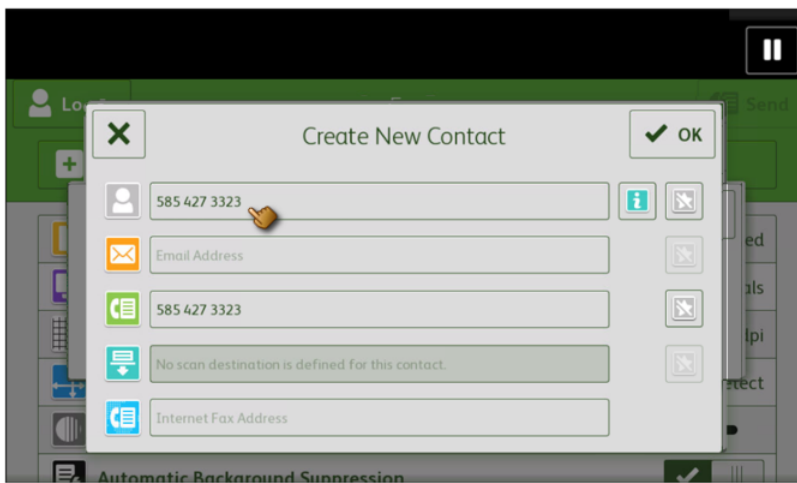 Lo
Send
Create New Contact
OK
585 427 3323
Email Address
ed
585 427 3323
als
dpi
No scan destination is defined for this contact.
etect
Internet Fax Address
Automatic Background Suppression